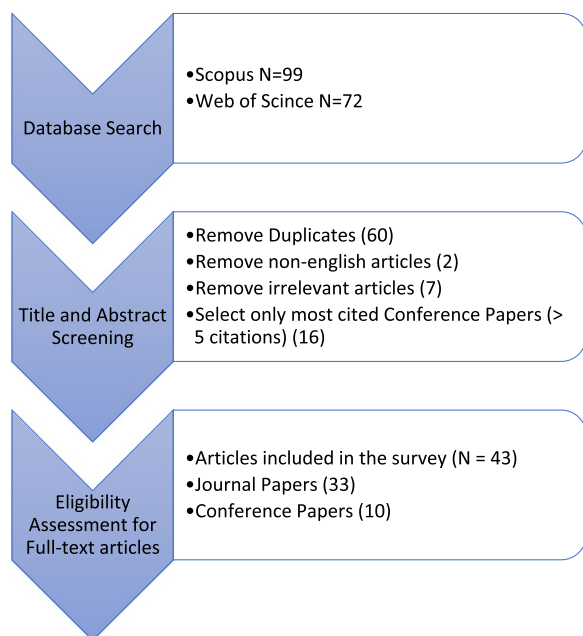 Database Search
•Scopus N=99
•Web of Scince N=72
Title and Abstract
Screening
•Remove Duplicates (60)
•Remove non-english articles (2)
•Remove irrelevant articles (7)
•Select only most cited Conference Papers (>
5 citations) (16)
Eligibility
Assessment for
Full-text articles
•Articles included in the survey (N = 43)
•Journal Papers (33)
•Conference Papers (10)